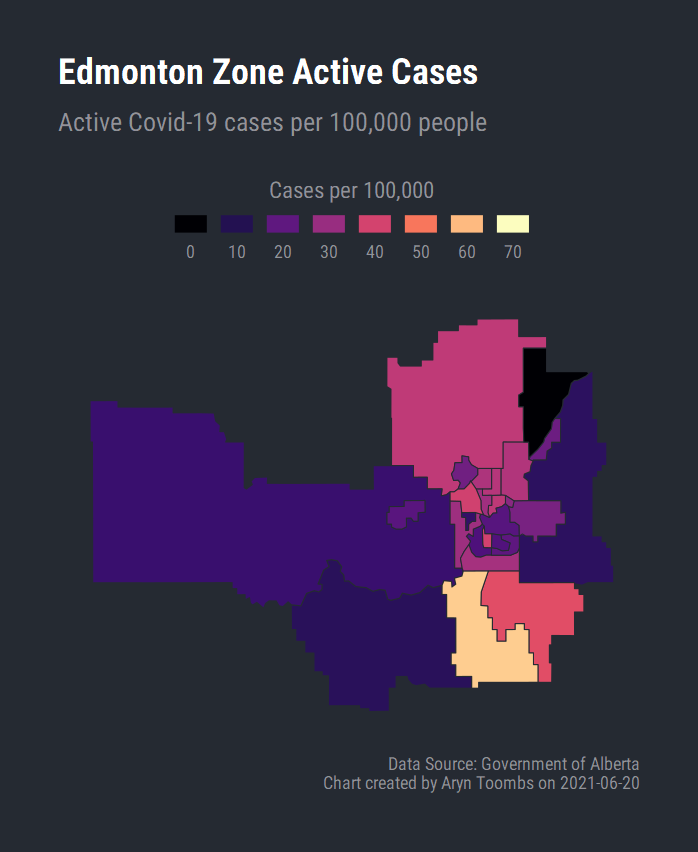 Edmonton Zone Active Cases
Active Covid-19 cases per 100,000 people
Cases per 100,000
0 10 20 30 40 50 60 70
Data Source: Government of Alberta
Chart created by Aryn Toombs on 2021-06-20